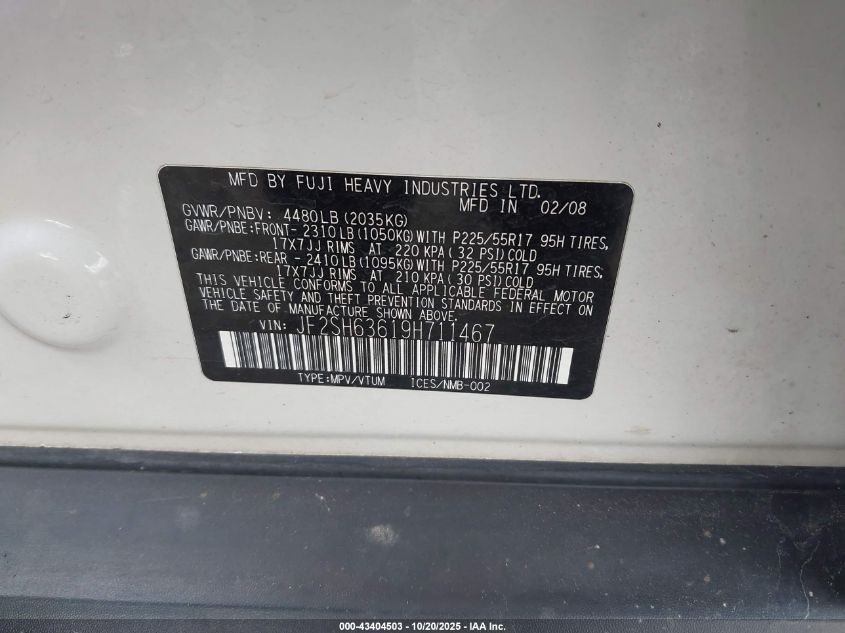 MFD BY FUJI HEAVY INDUSTRIES LTD.
MFD IN 02/08
GVWR/PNBV: 4480LB (2035KG)
GAWR/PNBE:FRONT- 2310LB (1050KG) WITH P225/55R17 95H TIRES,
17X7JJ RIMS AT 220 KPA (32 PSI) COLD
GAWR/PNBE:REAR - 2410LB (1095KG) WITH P225/55R17 95H TIRES,
17X7JJ RIMS AT 210 KPA (30 PSI) COLD
THIS VEHICLE CONFORMS TO ALL APPLICABLE FEDERAL MOTOR
VEHICLE SAFETY AND THEFT PREVENTION STANDARDS IN EFFECT ON
THE DATE OF MANUFACTURE SHOWN ABOVE.
VIN: JF2SH63619H711467
TYPE:MPV/VTUM ICES/NMB-002
000-43404503 - 10/20/2025 - IAA Inc.